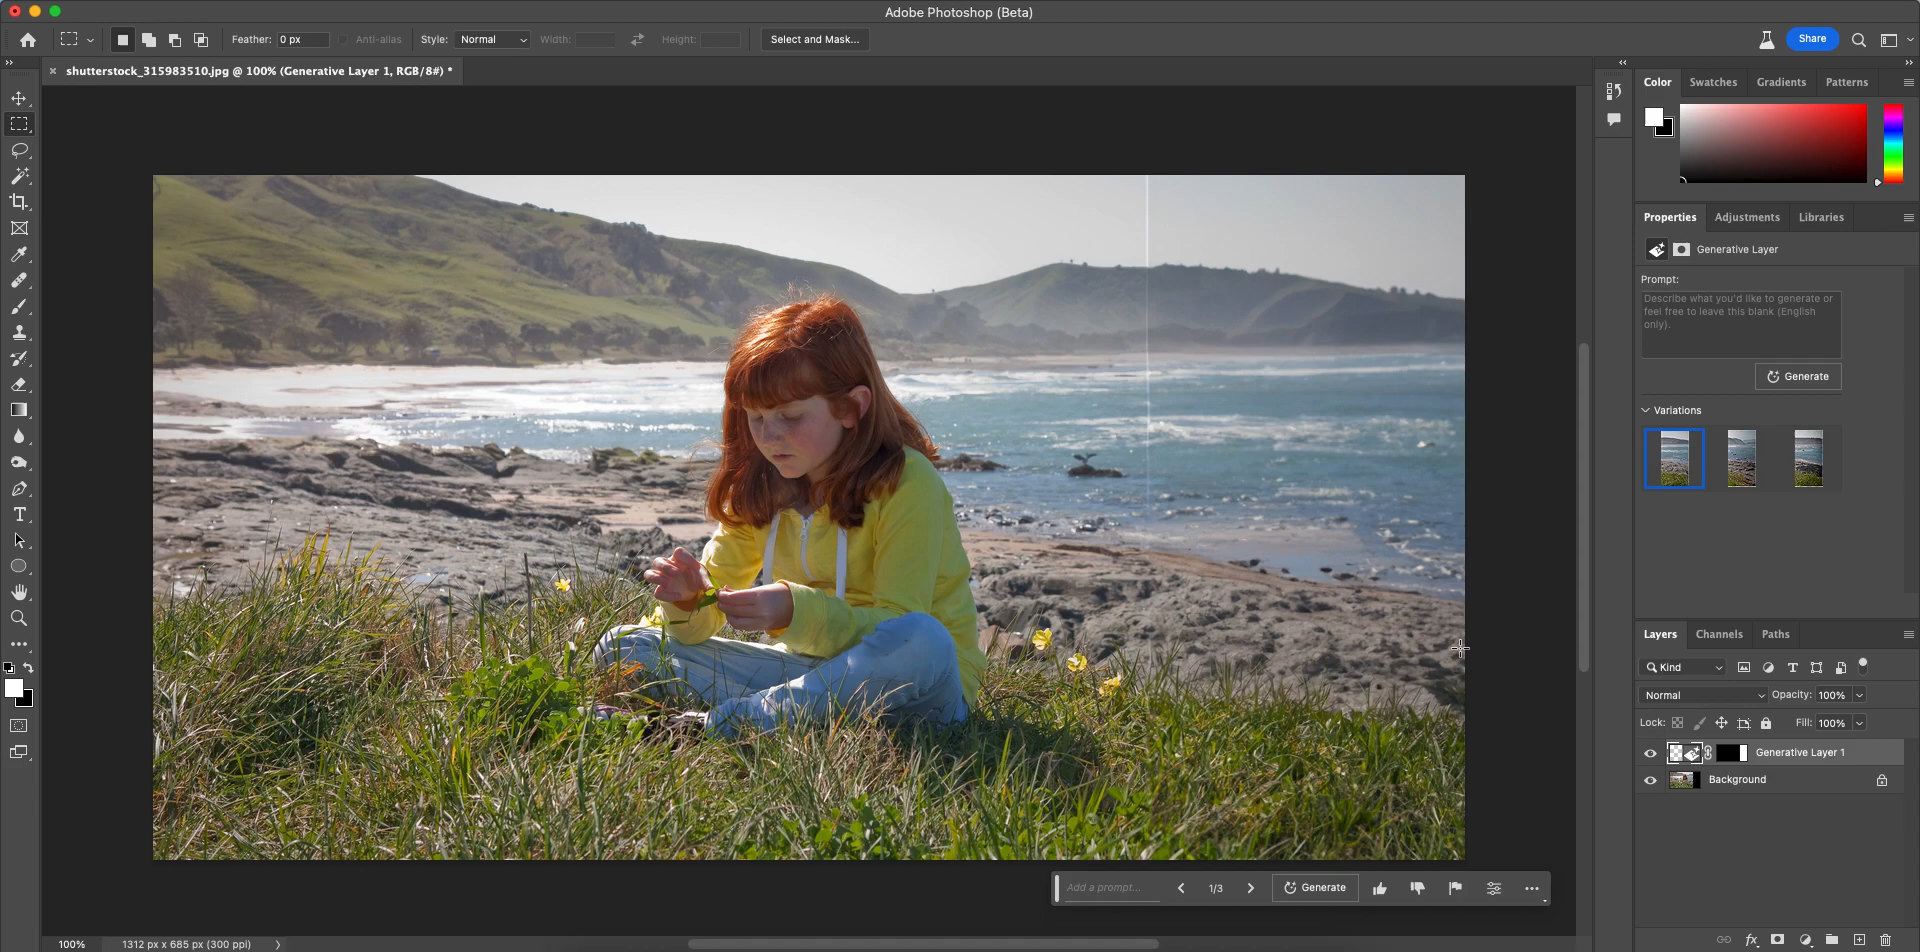 Adobe Photoshop (Beta)
Feather: 0 px Anti-alias Style: Normal Width: Height: Select and Mask... Share
shutterstock_315983510.jpg @ 100% (Generative Layer 1, RGB/8#) *
Color Swatches Gradients Patterns
Properties Adjustments Libraries
Generative Layer
Prompt:
Describe what you'd like to generate or
feel free to leave this blank (English
only).
Generate
Variations
Layers Channels Paths
Kind
Normal Opacity: 100%
Lock: Fill: 100%
Generative Layer 1
Background
Add a prompt... 1/3 Generate
100% 1312 px x 685 px (300 ppi)
fx